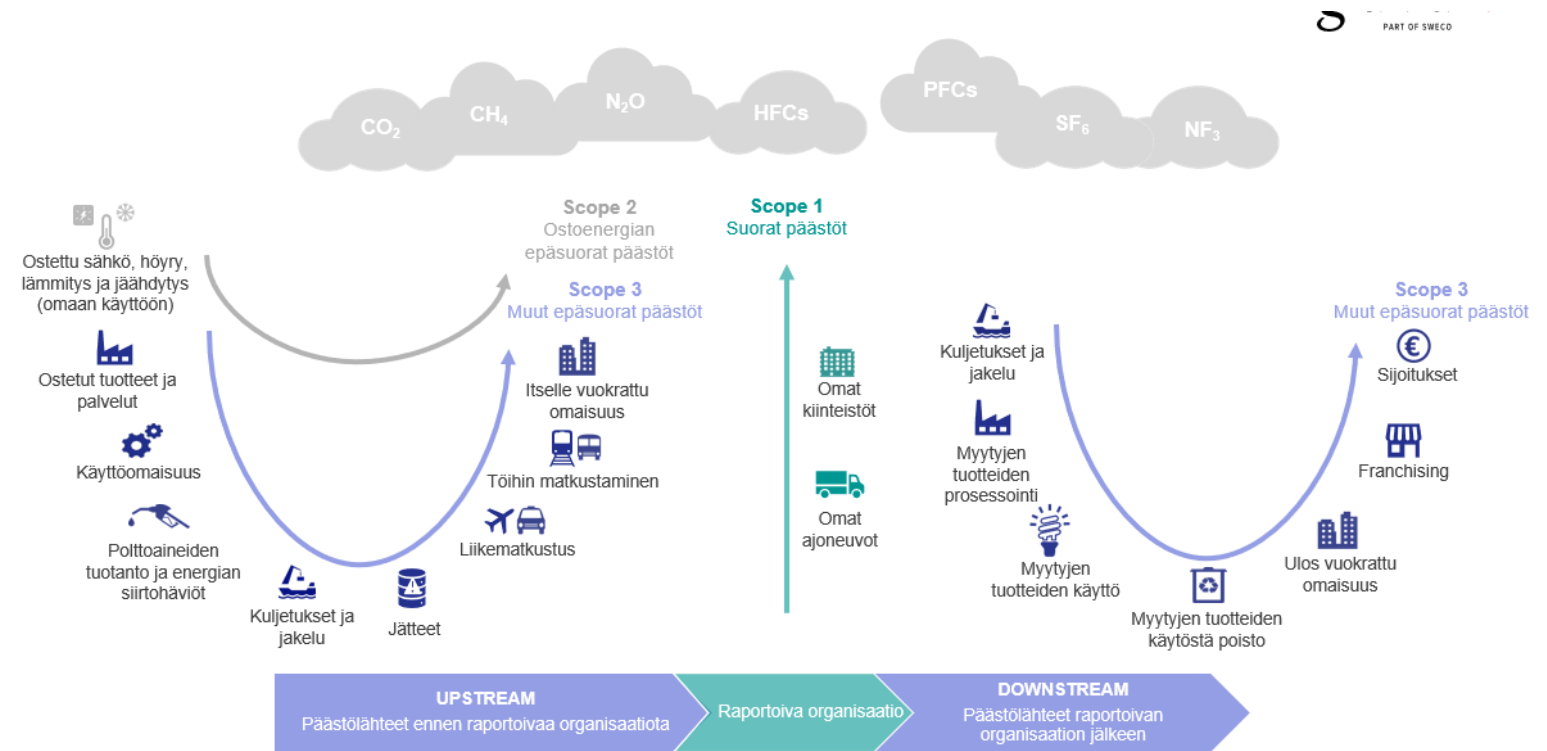 PART OF SWECO
CO₂
CH₄
N₂O
HFCs
PFCs
SF₆
NF₃
Ostettu sähkö, höyry,
lämmitys ja jäähdytys
(omaan käyttöön)
Scope 2
Ostoenergian
epäsuorat päästöt
Scope 3
Muut epäsuorat päästöt
Ostetut tuotteet ja
palvelut
Käyttöomaisuus
Polttoaineiden
tuotanto ja energian
siirtohäviöt
Kuljetukset ja
jakelu
Jätteet
Liikematkustus
Töihin matkustaminen
Itselle vuokrattu
omaisuus
Scope 1
Suorat päästöt
Omat
kiinteistöt
Omat
ajoneuvot
Kuljetukset ja
jakelu
Myytyjen
tuotteiden
prosessointi
Myytyjen
tuotteiden käyttö
Myytyjen tuotteiden
käytöstä poisto
Ulos vuokrattu
omaisuus
Franchising
Sijoitukset
Scope 3
Muut epäsuorat päästöt
UPSTREAM
Päästölähteet ennen raportoivaa organisaatiota
Raportoiva organisaatio
DOWNSTREAM
Päästölähteet raportoivan
organisaation jälkeen